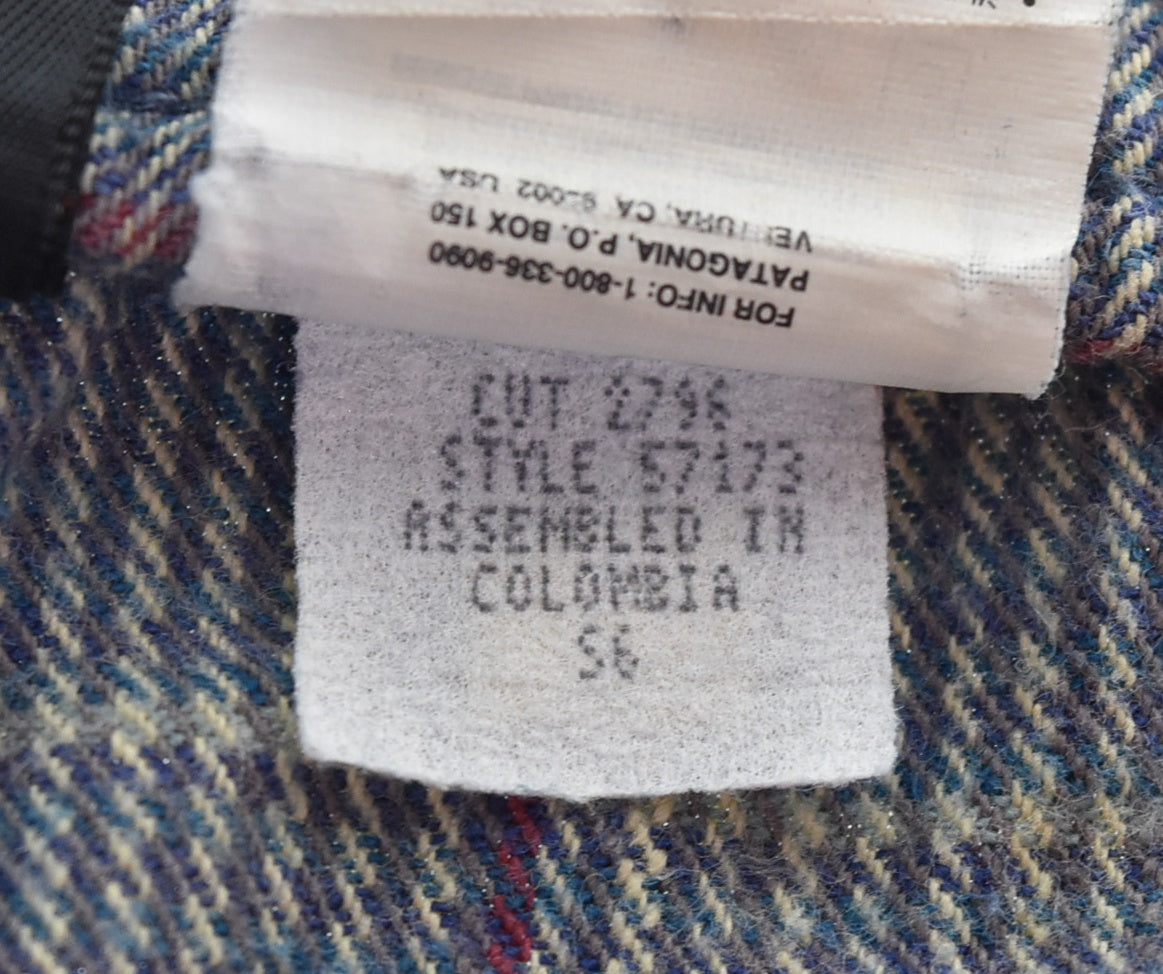 VENTURA, CA 93002 USA
PATAGONIA, P.O. BOX 150
FOR INFO: 1-800-336-9090
CUT 2796
STYLE 57173
ASSEMBLED IN
COLOMBIA
S6